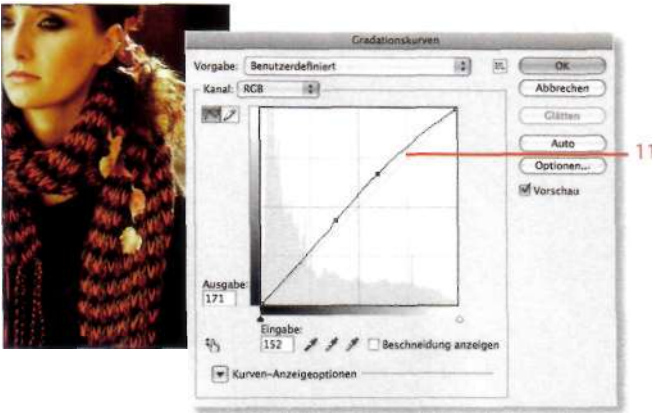 Gradationskurven
Vorgabe: Benutzerdefiniert
OK
Kanal: RGB
Abbrechen
Glätten
Auto
11
Optionen...
Vorschau
Ausgabe:
171
Eingabe:
152
Beschneidung anzeigen
Kurven-Anzeigeoptionen